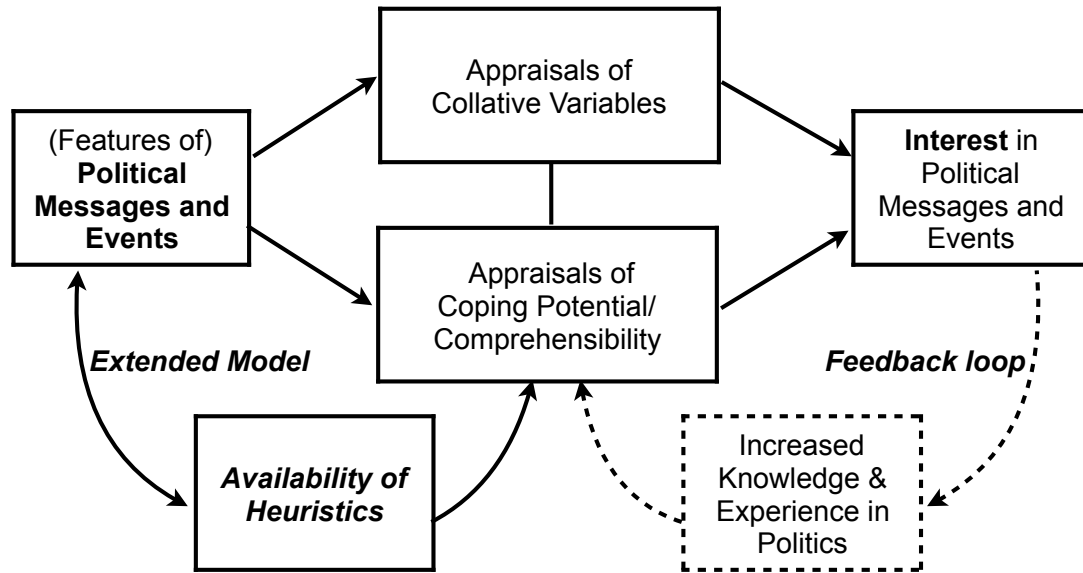 Appraisals of
Collative Variables
(Features of)
Political
Messages and
Events
Interest in
Political
Messages and
Events
Appraisals of
Coping Potential/
Comprehensibility
Extended Model
Feedback loop
Availability of
Heuristics
Increased
Knowledge &
Experience in
Politics